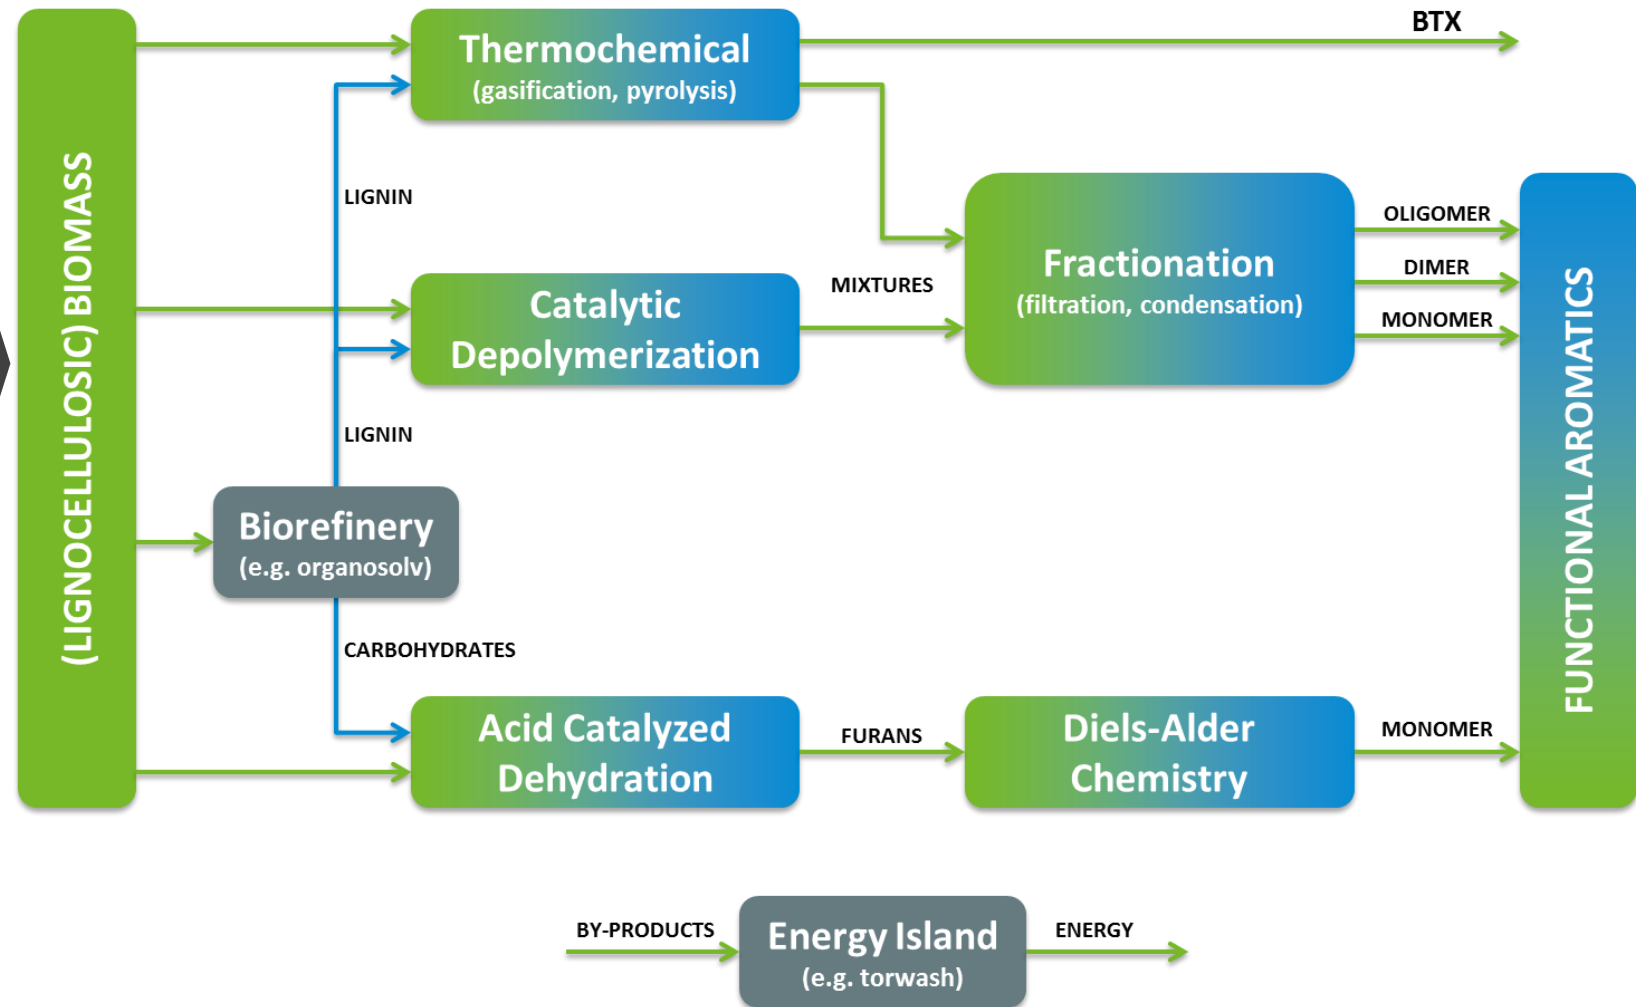 (LIGNOCELLULOSIC) BIOMASS
Thermochemical
(gasification, pyrolysis)
BTX
LIGNIN
Catalytic
Depolymerization
MIXTURES
Fractionation
(filtration, condensation)
OLIGOMER
DIMER
MONOMER
FUNCTIONAL AROMATICS
LIGNIN
Biorefinery
(e.g. organosolv)
CARBOHYDRATES
Acid Catalyzed
Dehydration
FURANS
Diels-Alder
Chemistry
MONOMER
BY-PRODUCTS
Energy Island
(e.g. torwash)
ENERGY